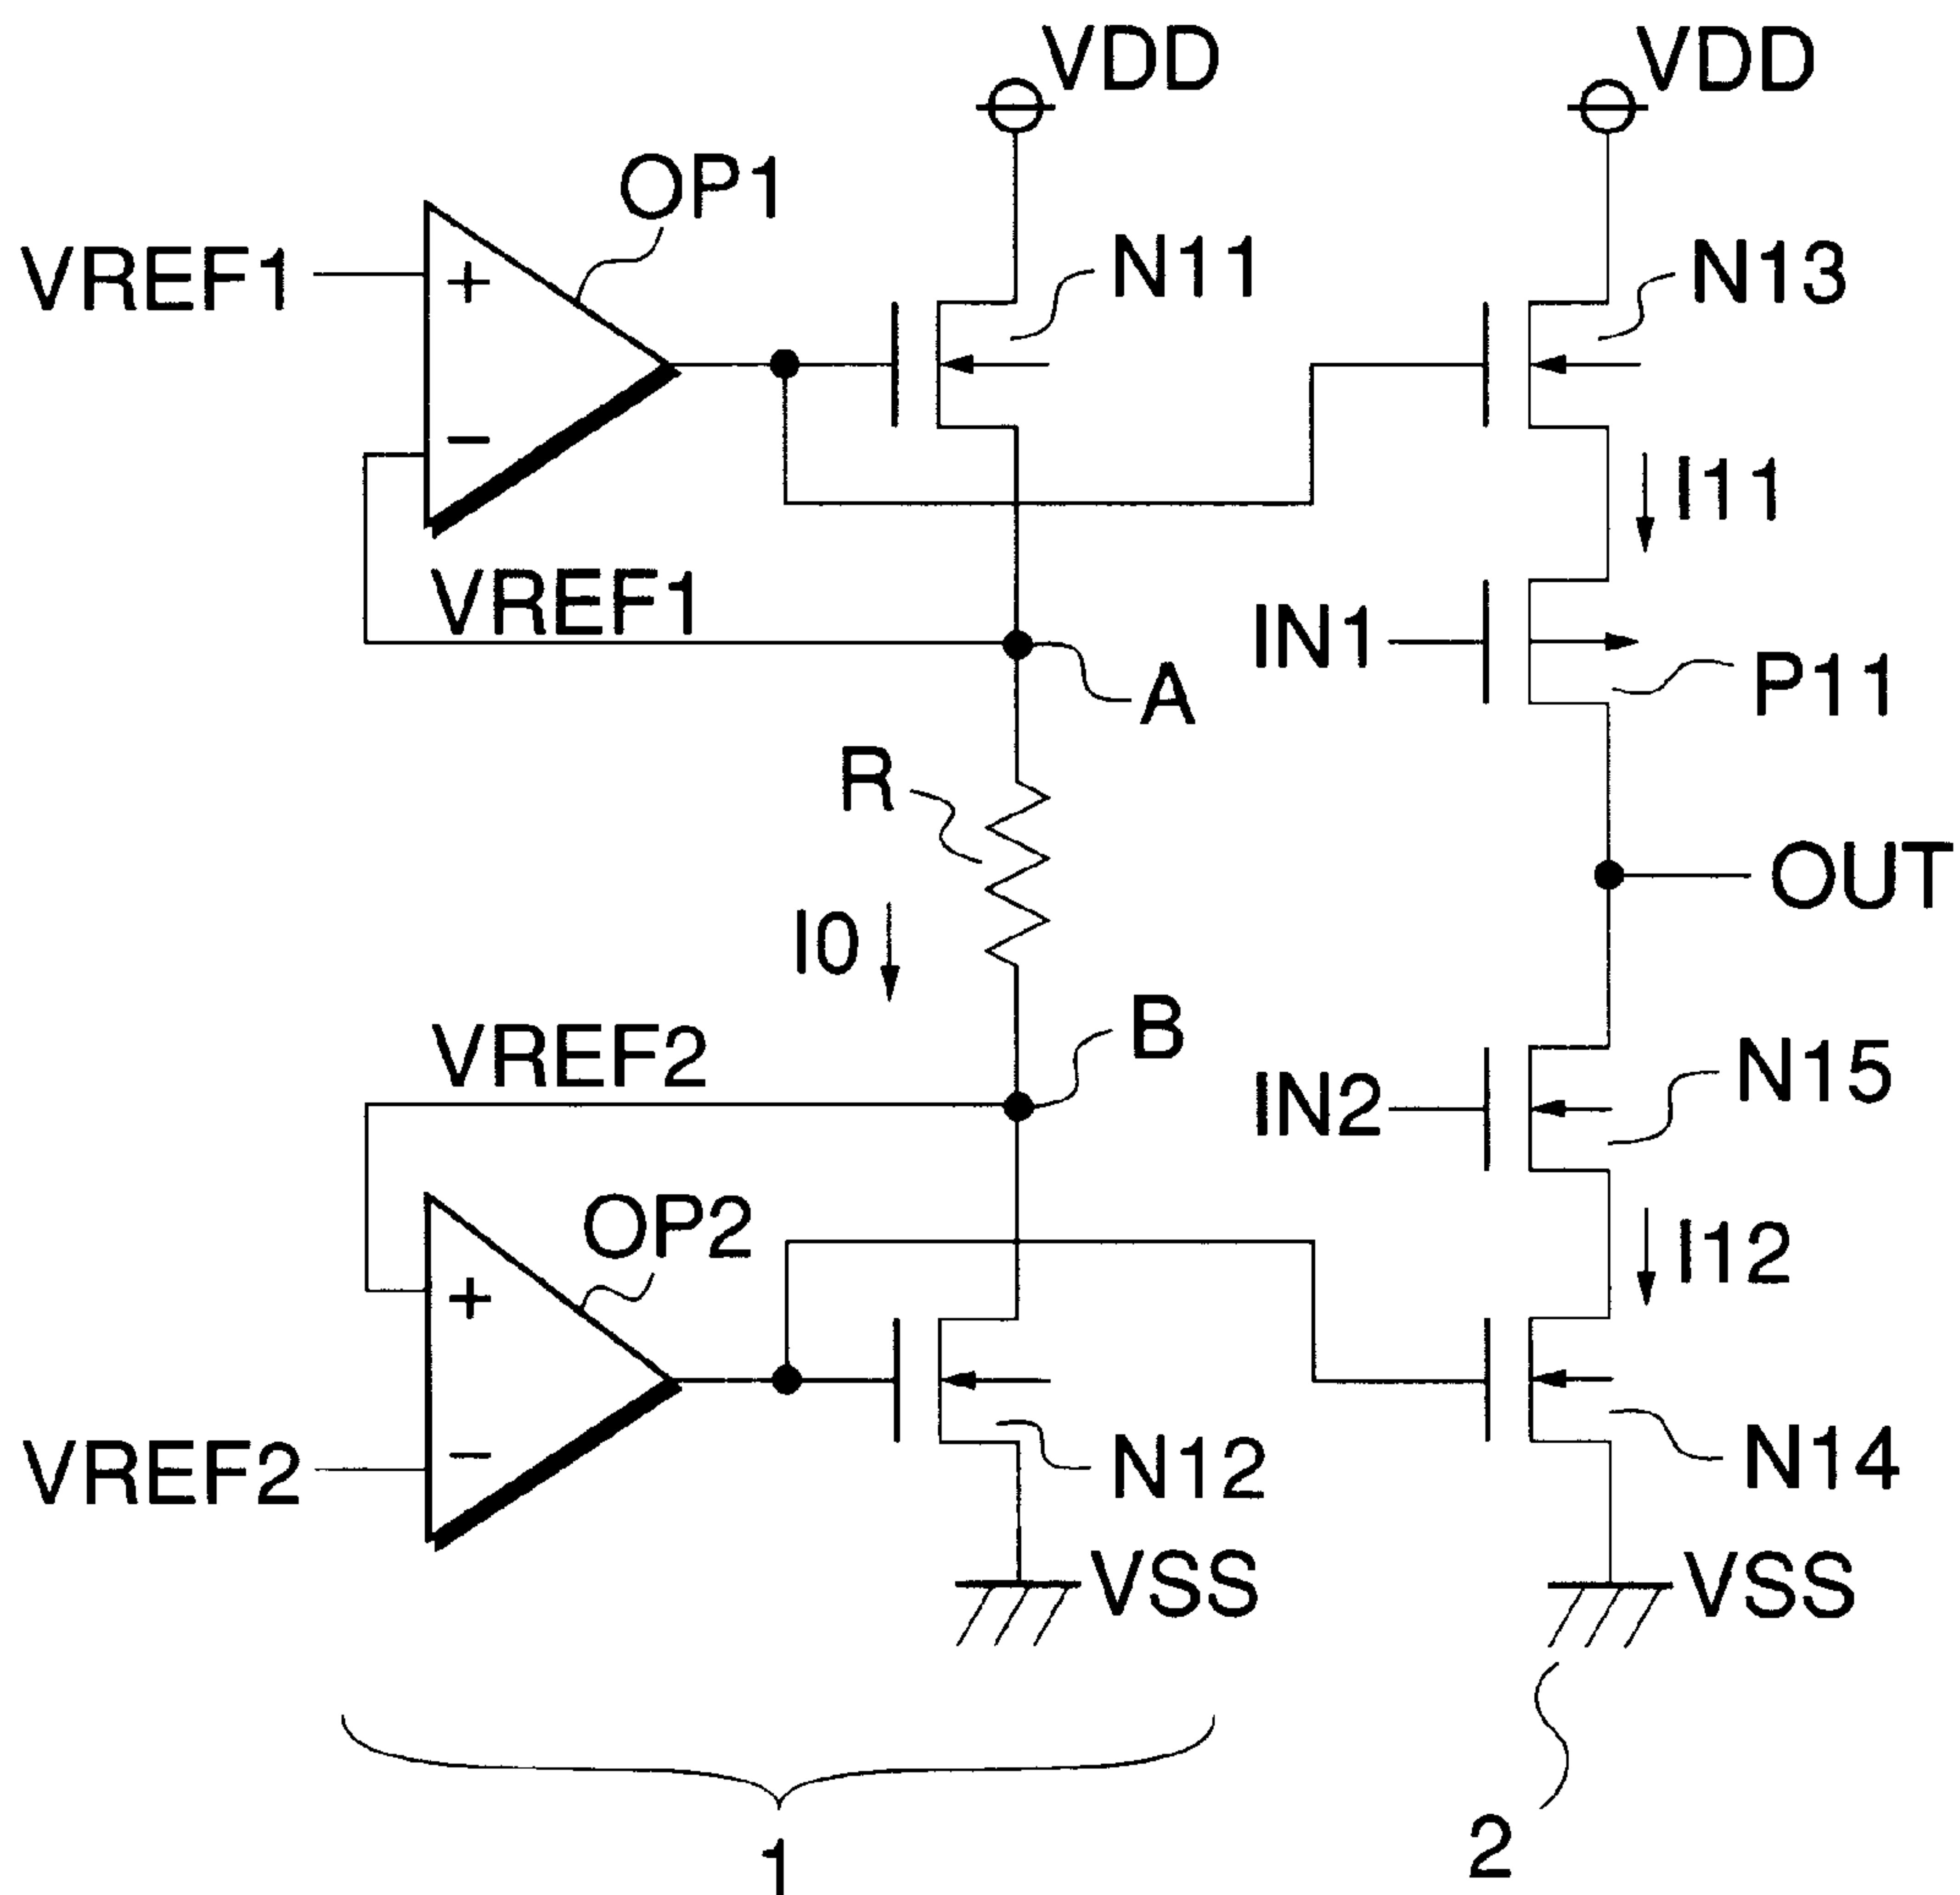 VDD
VDD
OP1
VREF1
+
N11
N13
−
I11
VREF1
IN1
A
P11
R
OUT
I0
B
VREF2
N15
IN2
OP2
I12
+
−
VREF2
N12
N14
VSS
VSS
1
2